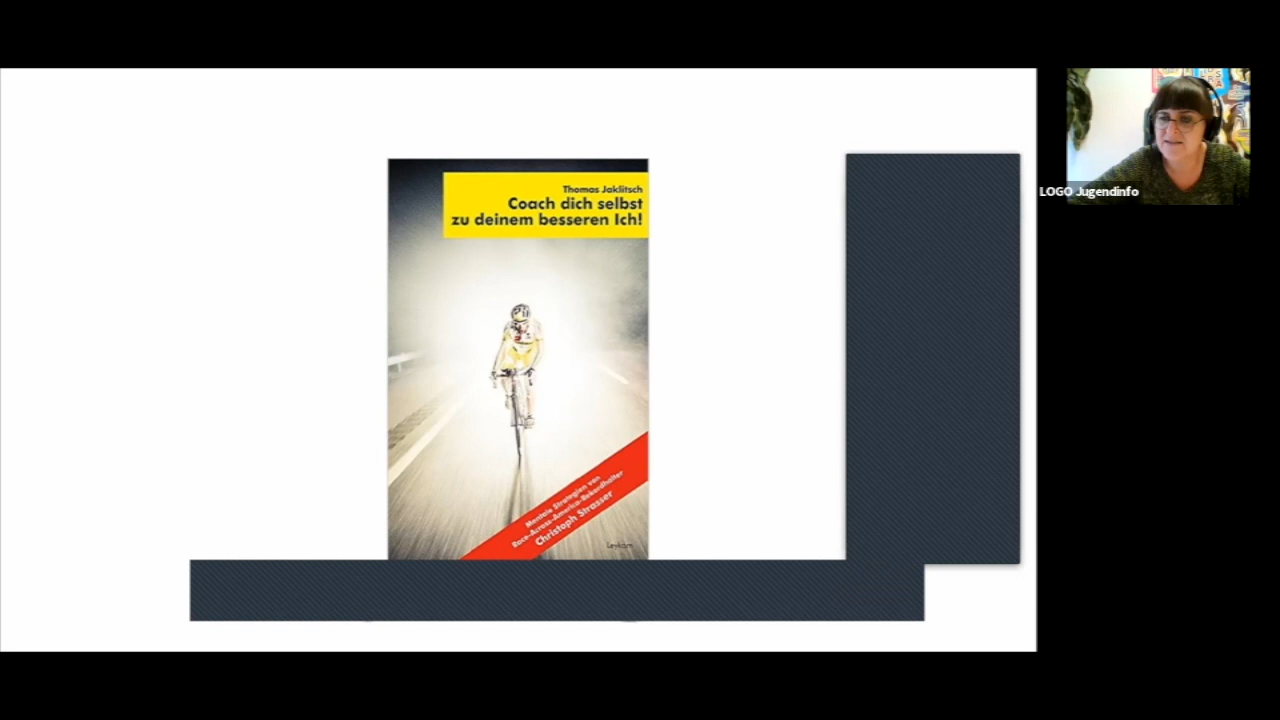 Thomas Jaklitsch
Coach dich selbst
zu deinem besseren Ich!
Mentale Strategien von
Race-Across-America-Rekordhalter
Christoph Strasser
Leykam
LOGO Jugendinfo